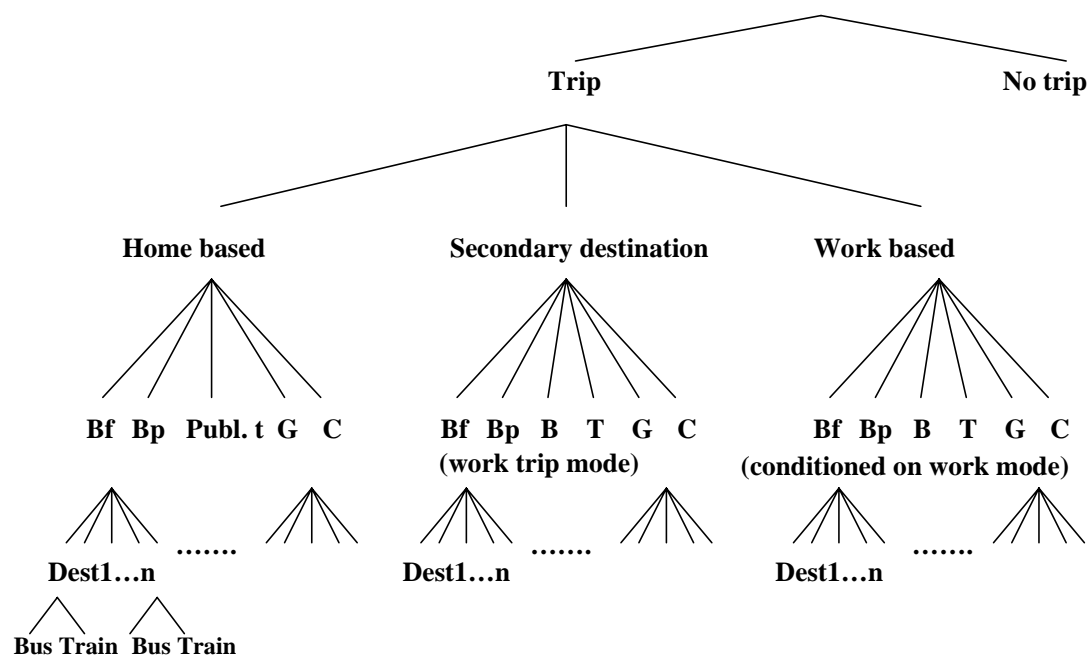 Trip No trip
Home based Secondary destination Work based
Bf Bp Publ. t G C Bf Bp B T G C Bf Bp B T G C
(work trip mode) (conditioned on work mode)
....... ....... .......
Dest1…n Dest1…n Dest1…n
Bus Train Bus Train